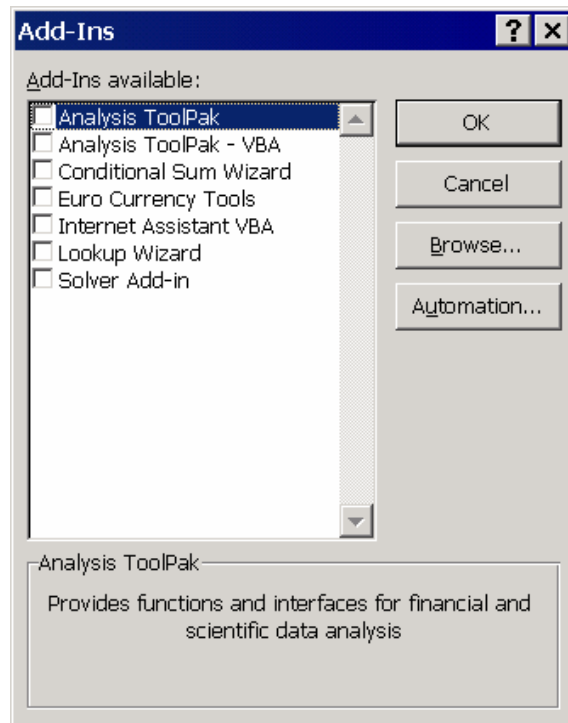 Add-Ins
Add-Ins available:
Analysis ToolPak
Analysis ToolPak - VBA
Conditional Sum Wizard
Euro Currency Tools
Internet Assistant VBA
Lookup Wizard
Solver Add-in
OK
Cancel
Browse...
Automation...
Analysis ToolPak
Provides functions and interfaces for financial and
scientific data analysis